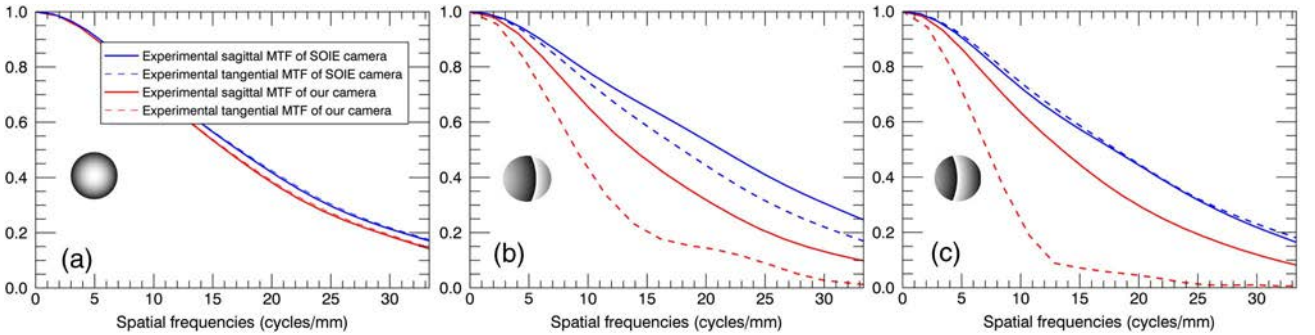 1.0
0.8
0.6
0.4
0.2
0.0
0 5 10 15 20 25 30
Spatial frequencies (cycles/mm)
Experimental sagittal MTF of SOIE camera
Experimental tangential MTF of SOIE camera
Experimental sagittal MTF of our camera
Experimental tangential MTF of our camera
(a)
1.0
0.8
0.6
0.4
0.2
0.0
0 5 10 15 20 25 30
Spatial frequencies (cycles/mm)
(b)
1.0
0.8
0.6
0.4
0.2
0.0
0 5 10 15 20 25 30
Spatial frequencies (cycles/mm)
(c)